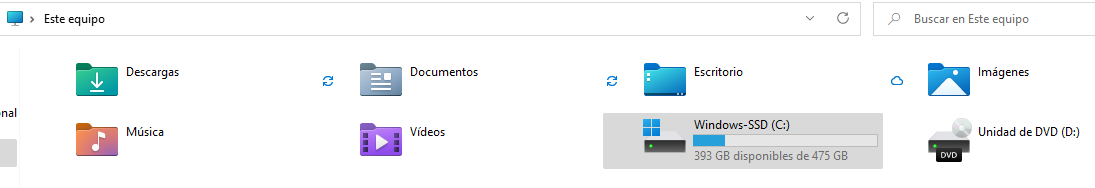 Este equipo
Buscar en Este equipo
Descargas
Documentos
Escritorio
Imágenes
onal
Música
Vídeos
Windows-SSD (C:)
393 GB disponibles de 475 GB
Unidad de DVD (D:)
DVD